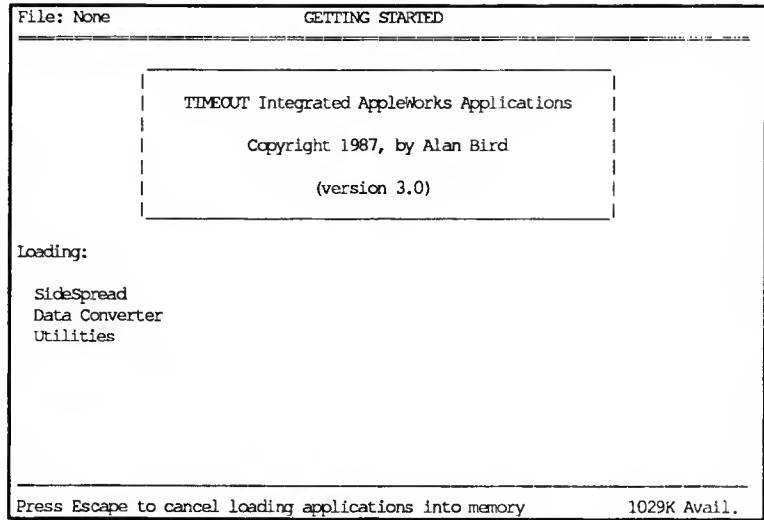 File: None GETTING STARTED
TIMEOUT Integrated AppleWorks Applications
Copyright 1987, by Alan Bird
(version 3.0)
Loading:
SideSpread
Data Converter
Utilities
Press Escape to cancel loading applications into memory 1029K Avail.